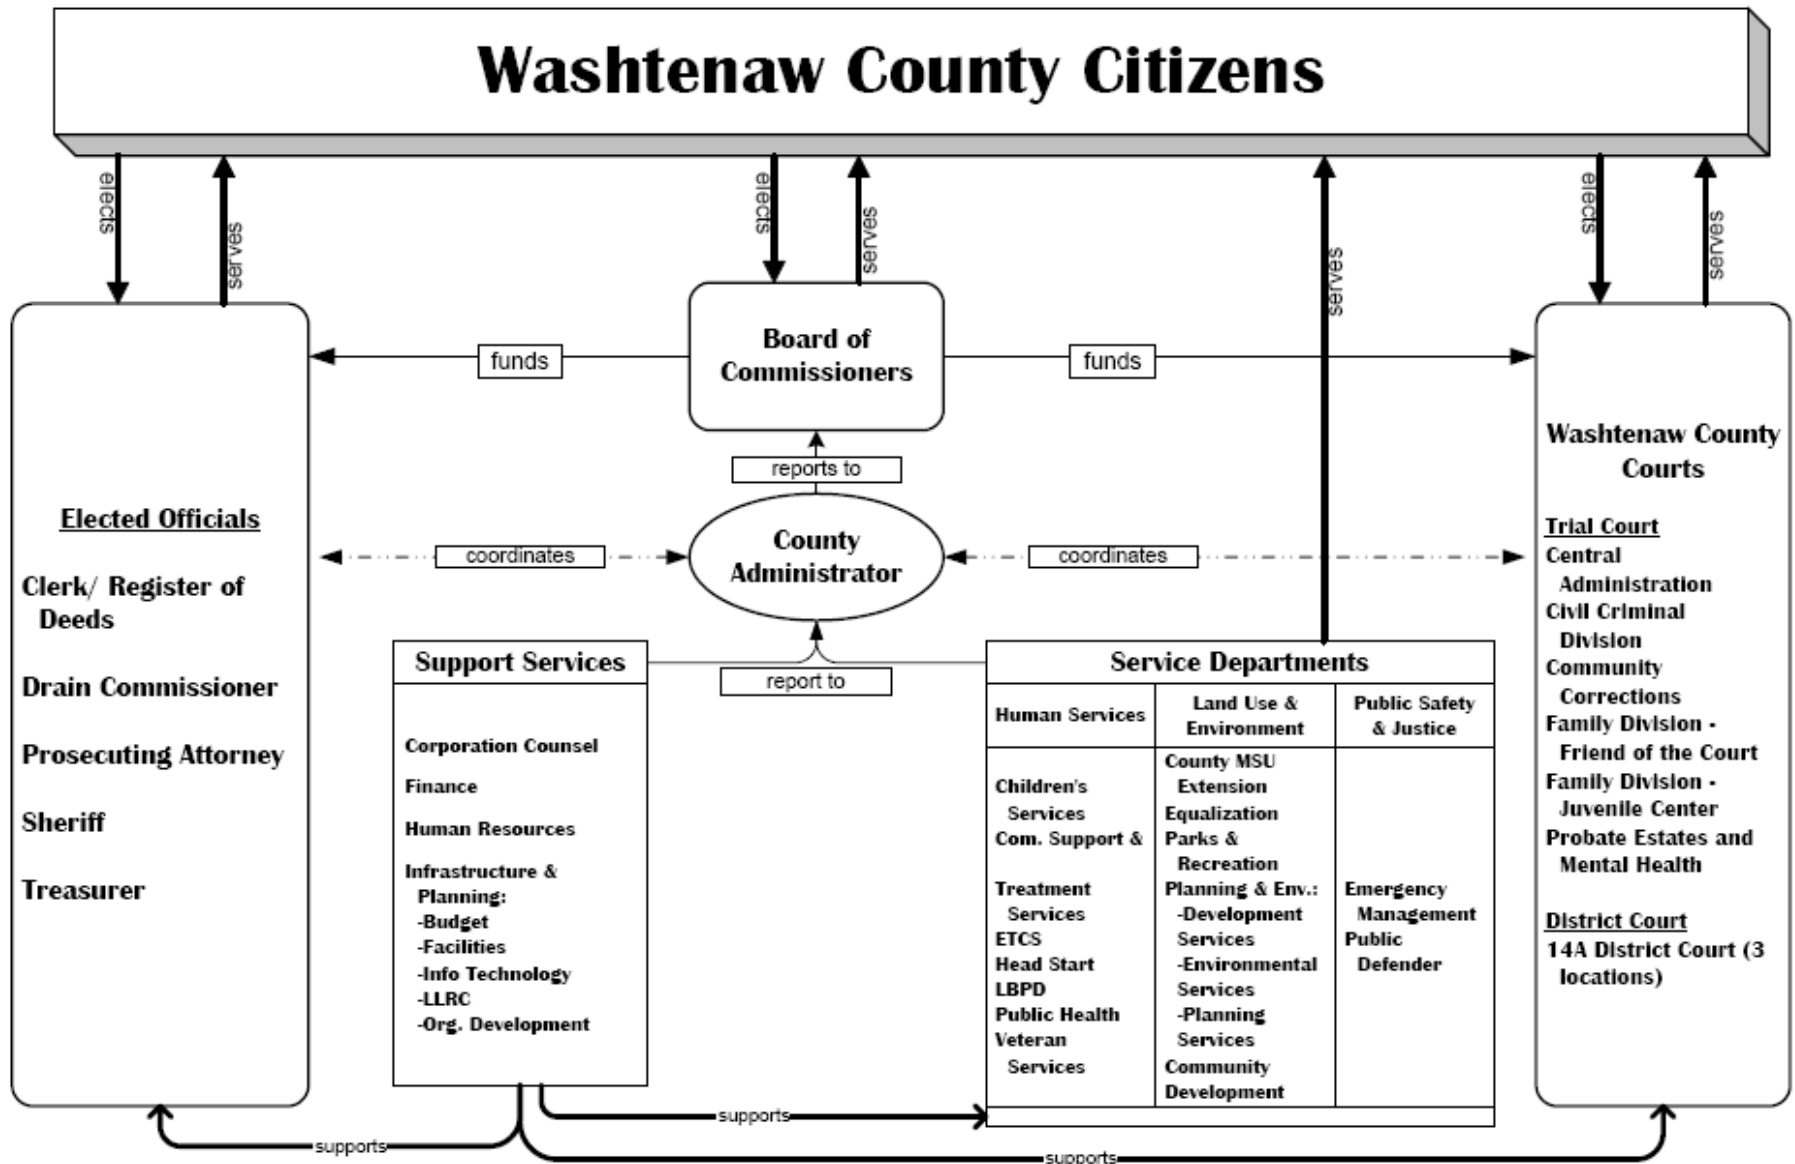 Washtenaw County Citizens
elects
serves
elects
serves
serves
elects
serves
Board of
Commissioners
funds
funds
reports to
County
Administrator
coordinates
coordinates
report to
Elected Officials
Clerk/ Register of
Deeds
Drain Commissioner
Prosecuting Attorney
Sheriff
Treasurer
Support Services
Corporation Counsel
Finance
Human Resources
Infrastructure &
Planning:
-Budget
-Facilities
-Info Technology
-LLRC
-Org. Development
Service Departments
Human Services
Children's
Services
Com. Support &
Treatment
Services
ETCS
Head Start
LBPD
Public Health
Veteran
Services
Land Use &
Environment
County MSU
Extension
Equalization
Parks &
Recreation
Planning & Env.:
-Development
Services
-Environmental
Services
-Planning
Services
Community
Development
Public Safety
& Justice
Emergency
Management
Public
Defender
Washtenaw County
Courts
Trial Court
Central
Administration
Civil Criminal
Division
Community
Corrections
Family Division -
Friend of the Court
Family Division -
Juvenile Center
Probate Estates and
Mental Health
District Court
14A District Court (3
locations)
supports
supports
supports